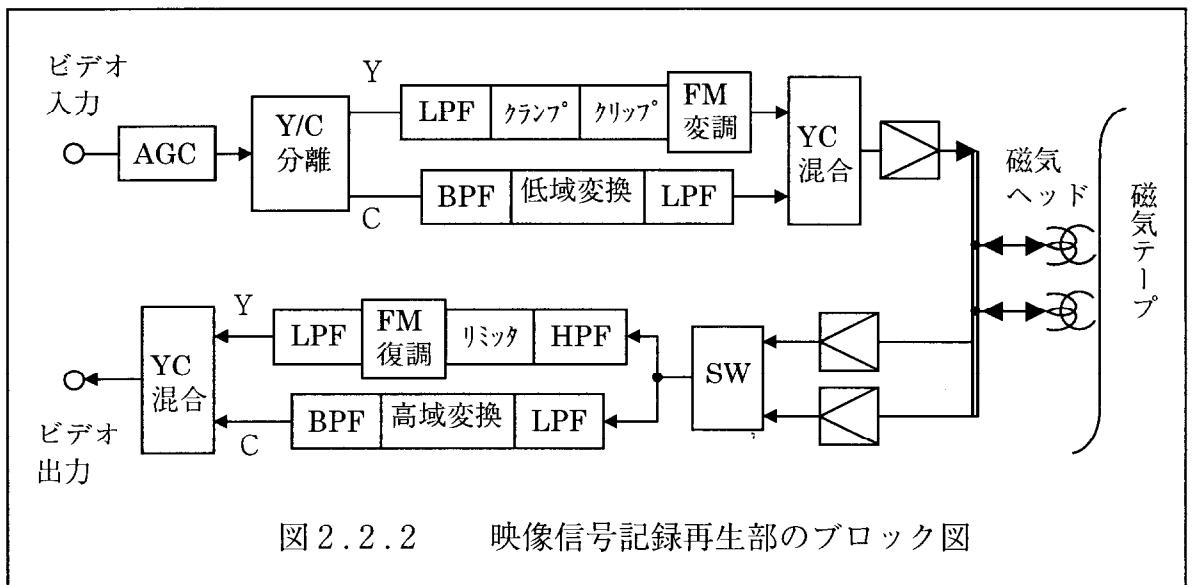 ビデオ
入力
AGC
Y/C
分離
Y
C
LPF
クランプ
クリップ
FM
変調
BPF
低域変換
LPF
YC
混合
磁気
ヘッド
磁気テープ
YC
混合
Y
C
LPF
FM
復調
リミッタ
HPF
BPF
高域変換
LPF
SW
ビデオ
出力
図2.2.2 映像信号記録再生部のブロック図